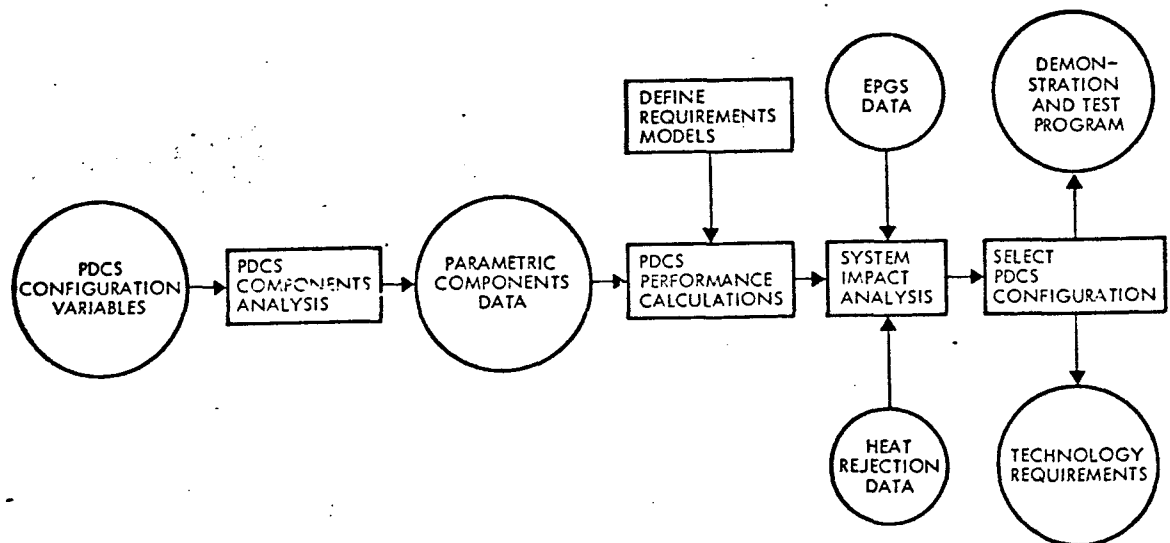 PDCS
CONFIGURATION
VARIABLES
PDCS
COMPONENTS
ANALYSIS
PARAMETRIC
COMPONENTS
DATA
DEFINE
REQUIREMENTS
MODELS
PDCS
PERFORMANCE
CALCULATIONS
EPGS
DATA
SYSTEM
IMPACT
ANALYSIS
HEAT
REJECTION
DATA
SELECT
PDCS
CONFIGURATION
DEMON-
STRATION
AND TEST
PROGRAM
TECHNOLOGY
REQUIREMENTS